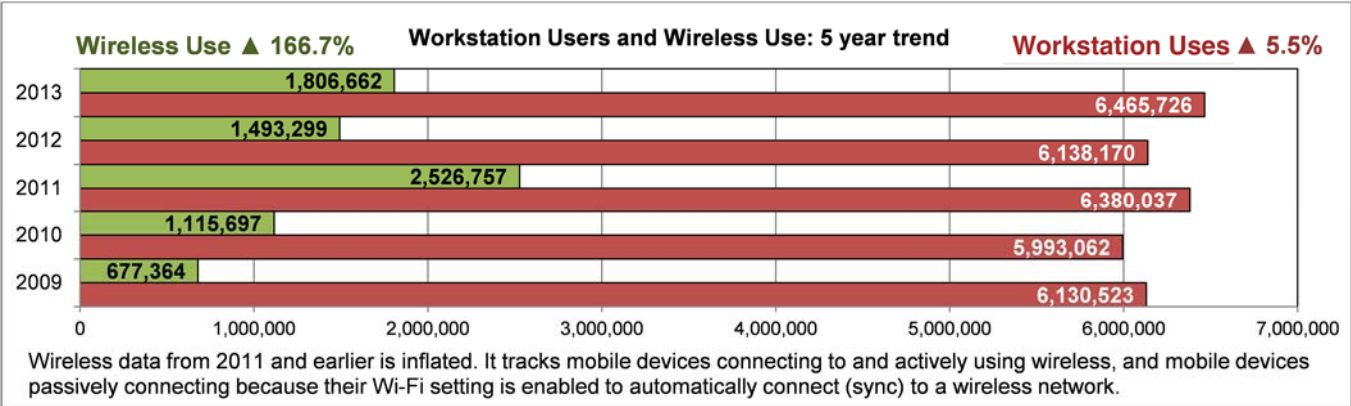 Wireless Use ▲ 166.7%
Workstation Users and Wireless Use: 5 year trend
Workstation Uses ▲ 5.5%
2013
1,806,662
6,465,726
2012
1,493,299
6,138,170
2011
2,526,757
6,380,037
2010
1,115,697
5,993,062
2009
677,364
6,130,523
0 1,000,000 2,000,000 3,000,000 4,000,000 5,000,000 6,000,000 7,000,000
Wireless data from 2011 and earlier is inflated. It tracks mobile devices connecting to and actively using wireless, and mobile devices
passively connecting because their Wi-Fi setting is enabled to automatically connect (sync) to a wireless network.